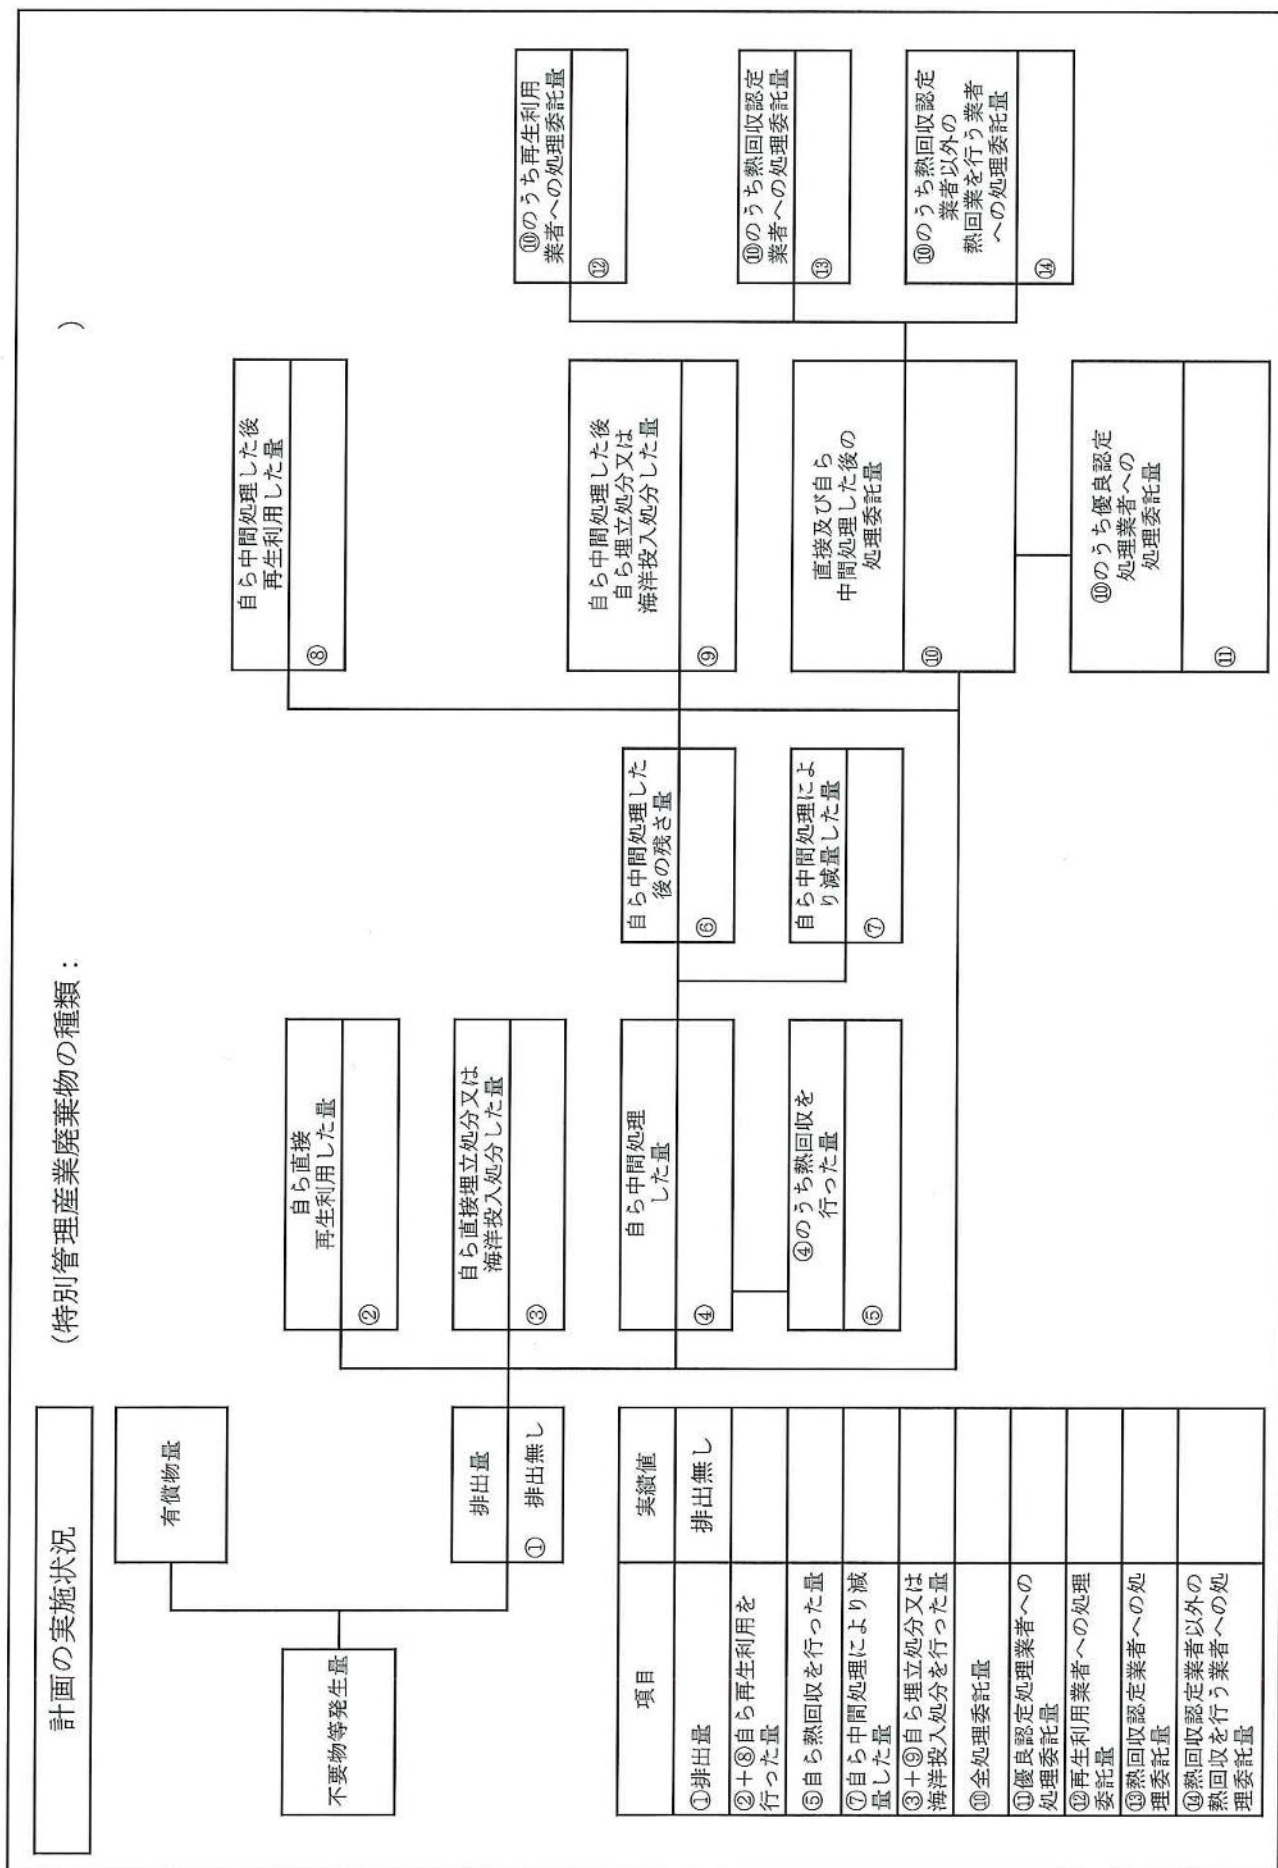 計画の実施状況
（特別管理産業廃棄物の種類：　　　）
不要物等発生量
有償物量
排出量
① 排出無し
自ら直接
再生利用した量
②
自ら直接埋立処分又は
海洋投入処分した量
③
自ら中間処理
した量
④
④のうち熱回収を
行った量
⑤
自ら中間処理した
後の残さ量
⑥
自ら中間処理によ
り減量した量
⑦
自ら中間処理した後
再生利用した量
⑧
自ら中間処理した後
自ら埋立処分又は
海洋投入処分した量
⑨
直接及び自ら
中間処理した後の
処理委託量
⑩
⑩のうち優良認定
処理業者への
処理委託量
⑪
⑩のうち再生利用
業者への処理委託量
⑫
⑩のうち熱回収認定
業者への処理委託量
⑬
⑩のうち熱回収認定
業者以外の
熱回業を行う業者
への処理委託量
⑭
項目 実績値
①排出量 排出無し
②＋⑧自ら再生利用を
行った量
⑤自ら熱回収を行った量
⑦自ら中間処理により減
量した量
③＋⑨自ら埋立処分又は
海洋投入処分を行った量
⑩全処理委託量
⑪優良認定処理業者への
処理委託量
⑫再生利用業者への処理
委託量
⑬熱回収認定業者への処
理委託量
⑭熱回収認定業者以外の
熱回収を行う業者への処
理委託量